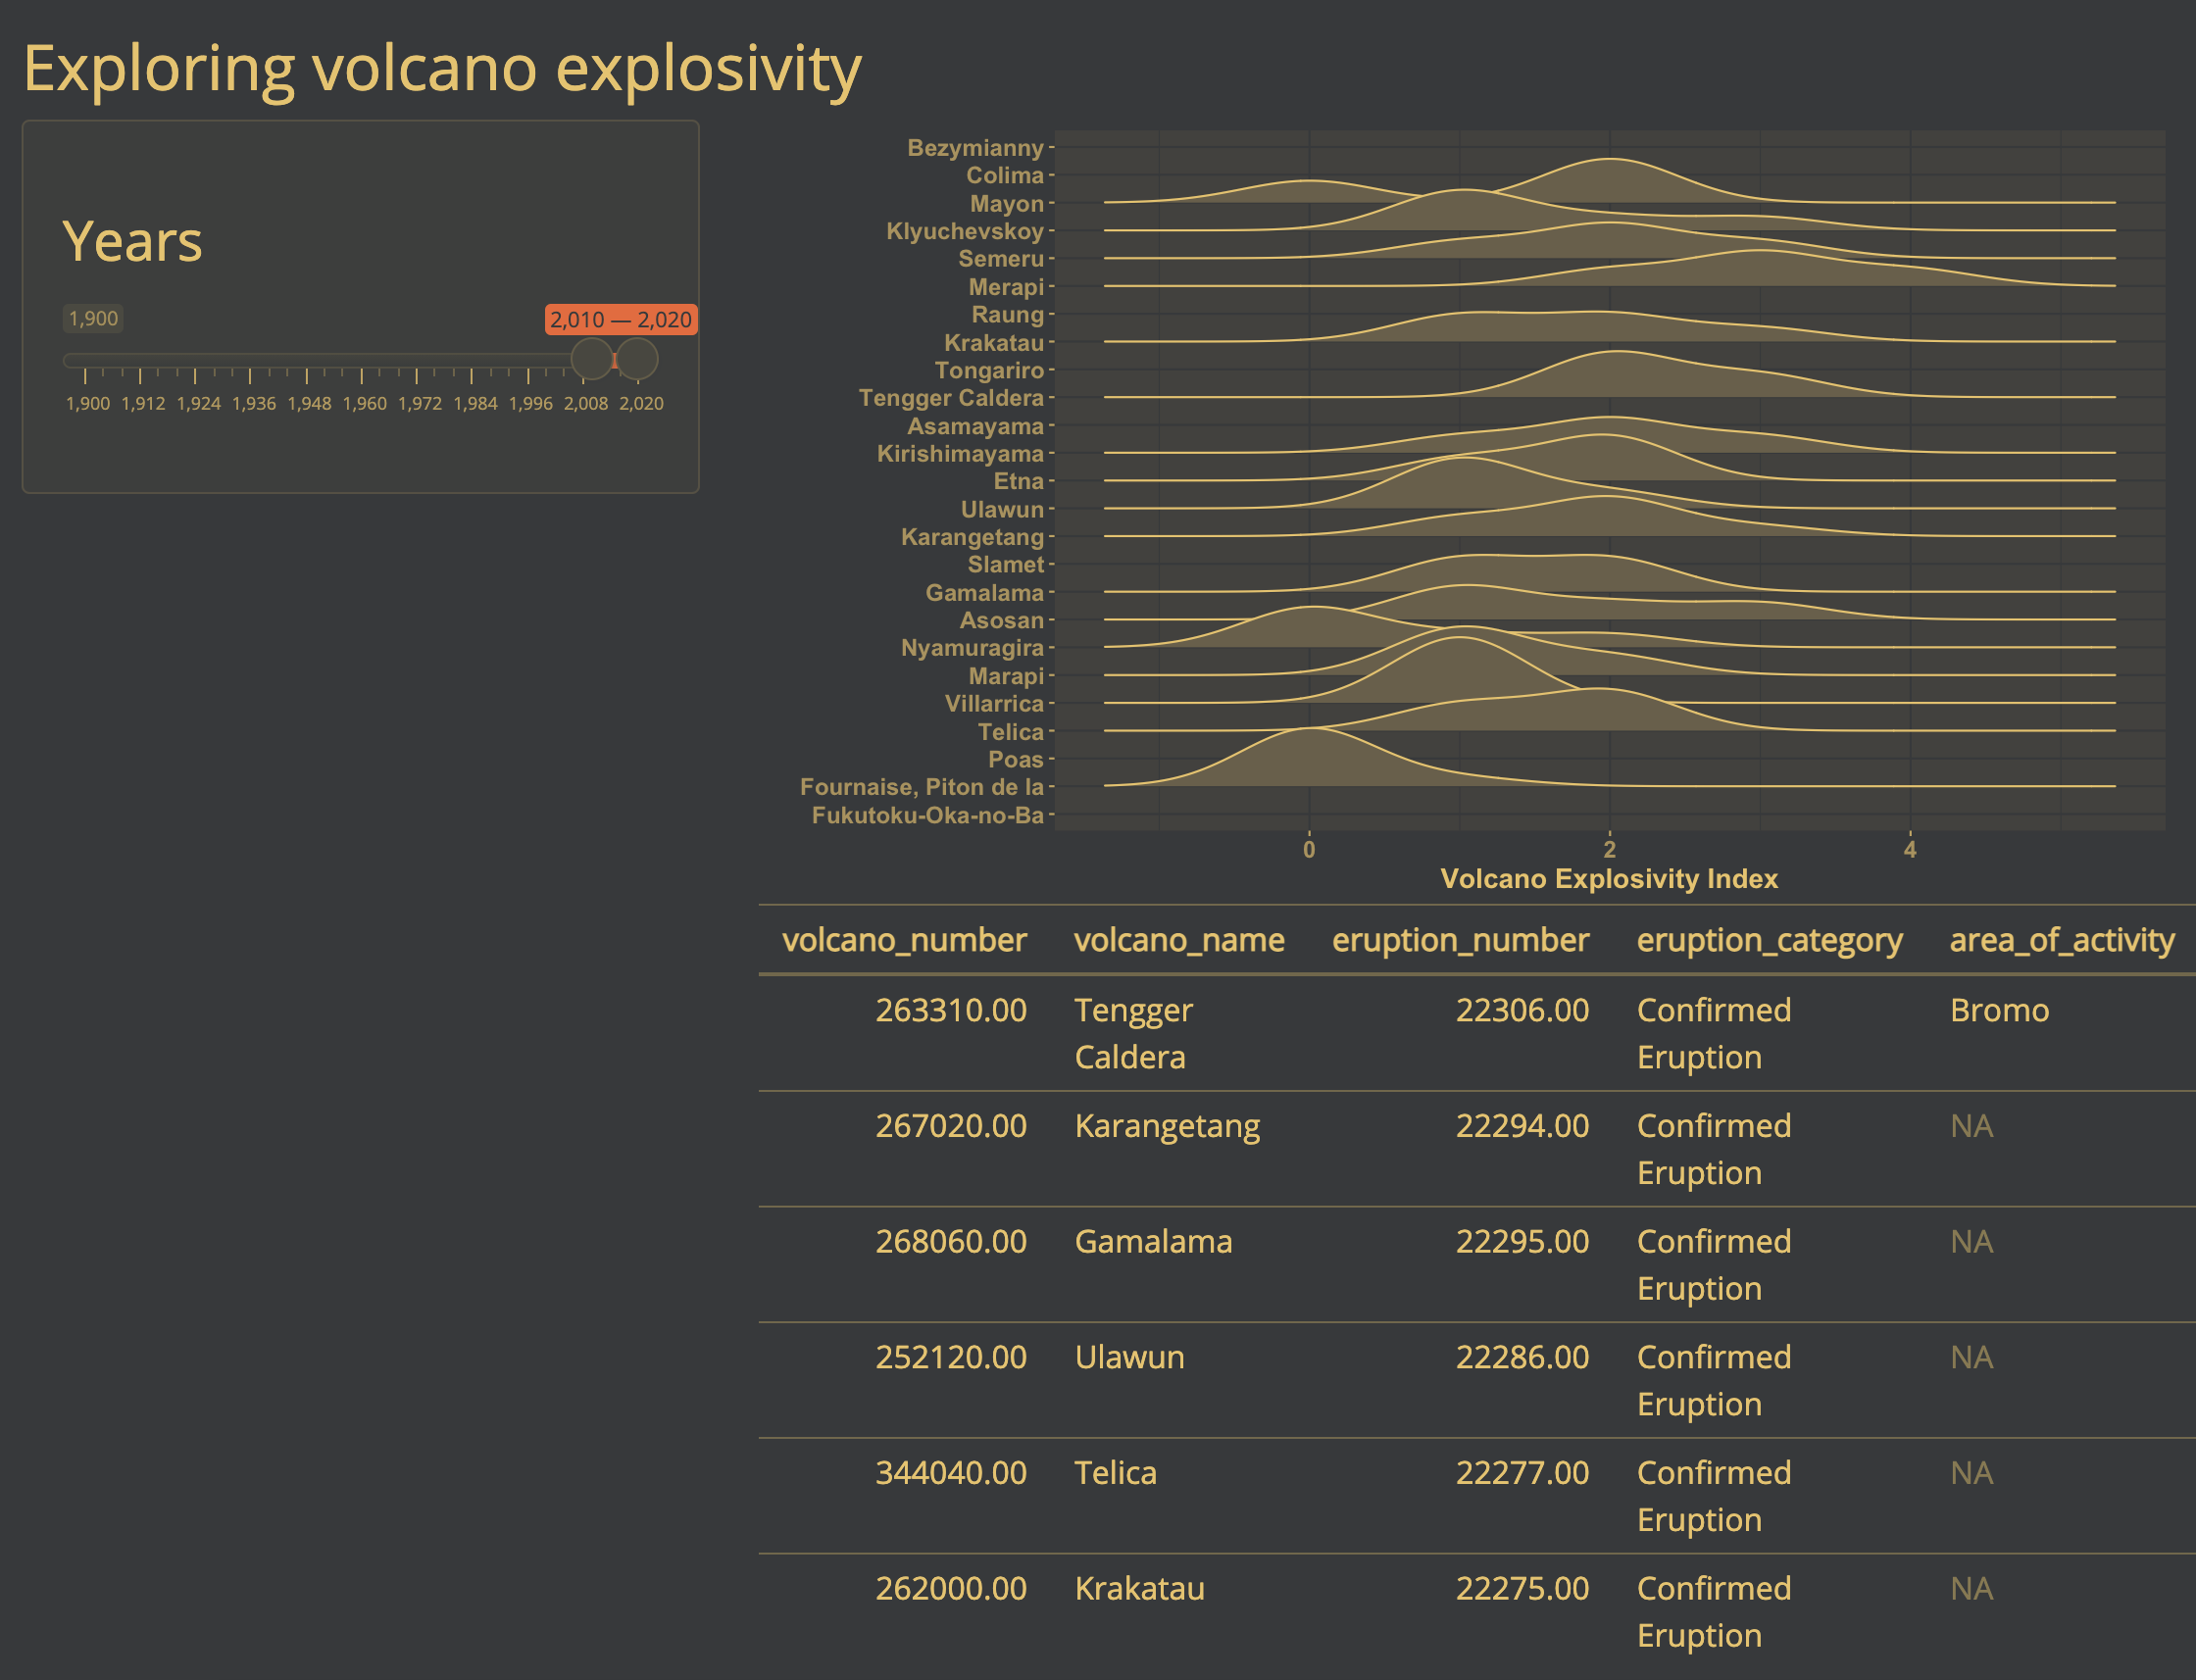 Exploring volcano explosivity
Years
1,900
2,010 — 2,020
1,900 1,912 1,924 1,936 1,948 1,960 1,972 1,984 1,996 2,008 2,020
Bezymianny
Colima
Mayon
Klyuchevskoy
Semeru
Merapi
Raung
Krakatau
Tongariro
Tengger Caldera
Asamayama
Kirishimayama
Etna
Ulawun
Karangetang
Slamet
Gamalama
Asosan
Nyamuragira
Marapi
Villarrica
Telica
Poas
Fournaise, Piton de la
Fukutoku-Oka-no-Ba
0 2 4
Volcano Explosivity Index
volcano_number volcano_name eruption_number eruption_category area_of_activity
263310.00 Tengger 22306.00 Confirmed Bromo
Caldera Eruption
267020.00 Karangetang 22294.00 Confirmed NA
Eruption
268060.00 Gamalama 22295.00 Confirmed NA
Eruption
252120.00 Ulawun 22286.00 Confirmed NA
Eruption
344040.00 Telica 22277.00 Confirmed NA
Eruption
262000.00 Krakatau 22275.00 Confirmed NA
Eruption